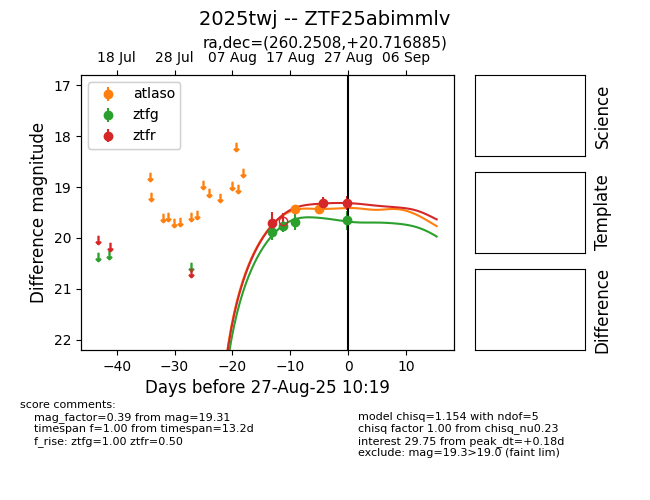 2025twj -- ZTF25abimmlv
ra,dec=(260.2508,+20.716885)
18 Jul 28 Jul 07 Aug 17 Aug 27 Aug 06 Sep
17
18
19
20
21
22
Difference magnitude
atlaso
ztfg
ztfr
−40 −30 −20 −10 0 10
Days before 27-Aug-25 10:19
Science
Template
Difference
score comments:
mag_factor=0.39 from mag=19.31
timespan f=1.00 from timespan=13.2d
f_rise: ztfg=1.00 ztfr=0.50
model chisq=1.154 with ndof=5
chisq factor 1.00 from chisq_nu0.23
interest 29.75 from peak_dt=+0.18d
exclude: mag=19.3>19.0 (faint lim)